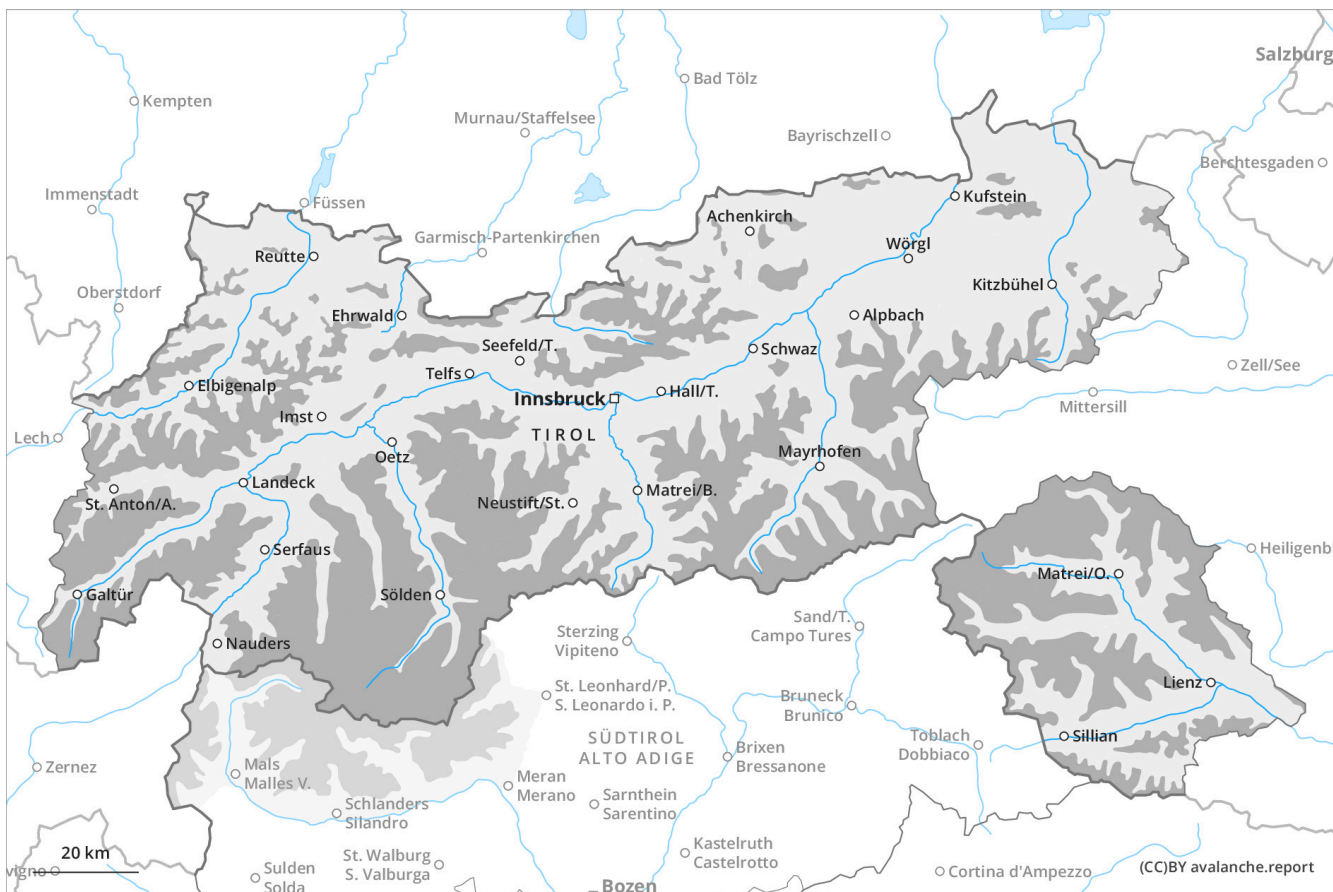 Salzburg
Bad Tölz
Kempten
Murnau/Staffelsee
Bayrischzell
Berchtesgaden
Immenstadt
Füssen
Kufstein
Achenkirch
Garmisch-Partenkirchen
Wörgl
Reutte
Kitzbühel
Oberstdorf
Ehrwald
Alpbach
Seefeld/T.
Schwaz
Zell/See
Telfs
Elbigenalp
Hall/T.
Innsbruck
Mittersill
Imst
Lech
TIROL
Oetz
Mayrhofen
Landeck
Matrei/B.
St. Anton/A.
Neustift/St.
Serfaus
Heiligenb
Matrei/O.
Galtür
Sölden
Sand/T.
Campo Tures
Sterzing
Vipiteno
Nauders
Lienz
St. Leonhard/P.
S. Leonardo i. P.
Bruneck
Brunico
Sillian
SÜDTIROL
ALTO ADIGE
Toblach
Dobbiaco
Brixen
Bressanone
Zernez
Mals
Malles V.
Meran
Merano
Schlanders
Silandro
Sarnthein
Sarentino
Kastelruth
Castelrotto
20 km
vigno
St. Walburg
S. Valburga
Sulden
Solda
Bozen
Cortina d'Ampezzo
(CC)BY avalanche.report